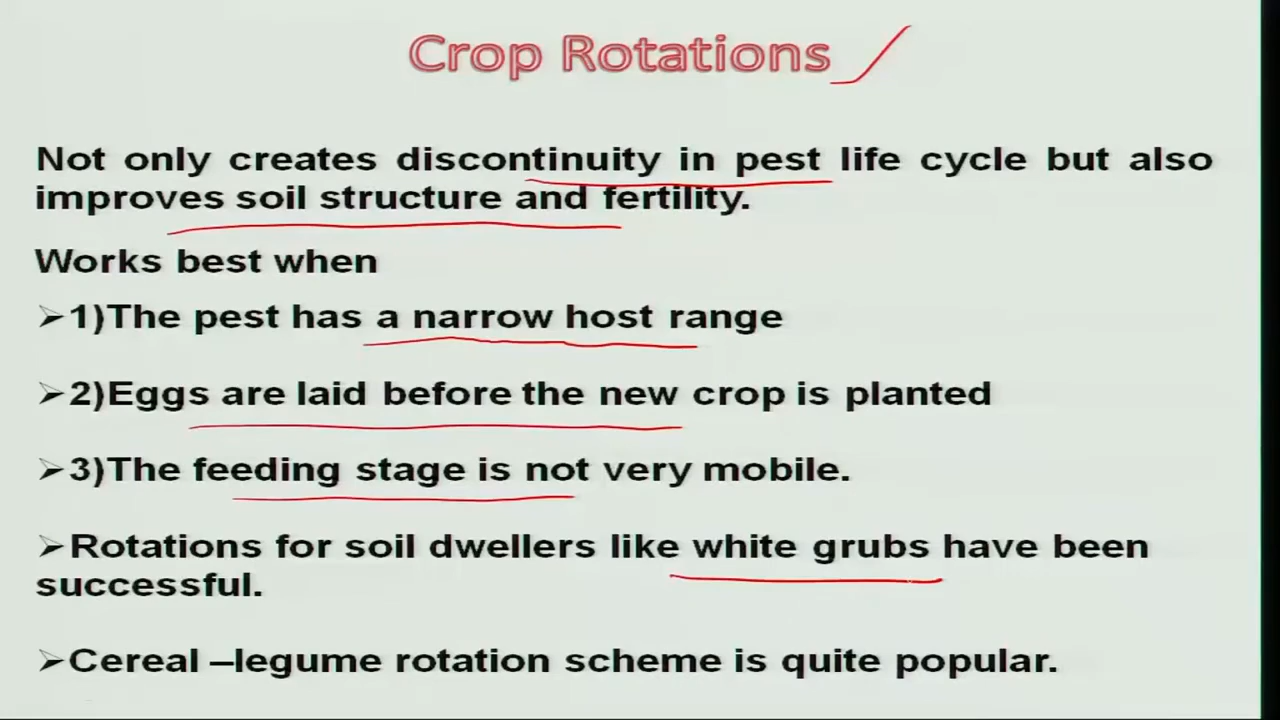 Crop Rotations
Not only creates discontinuity in pest life cycle but also
improves soil structure and fertility.
Works best when
➢1)The pest has a narrow host range
➢2)Eggs are laid before the new crop is planted
➢3)The feeding stage is not very mobile.
➢Rotations for soil dwellers like white grubs have been
successful.
➢Cereal –legume rotation scheme is quite popular.